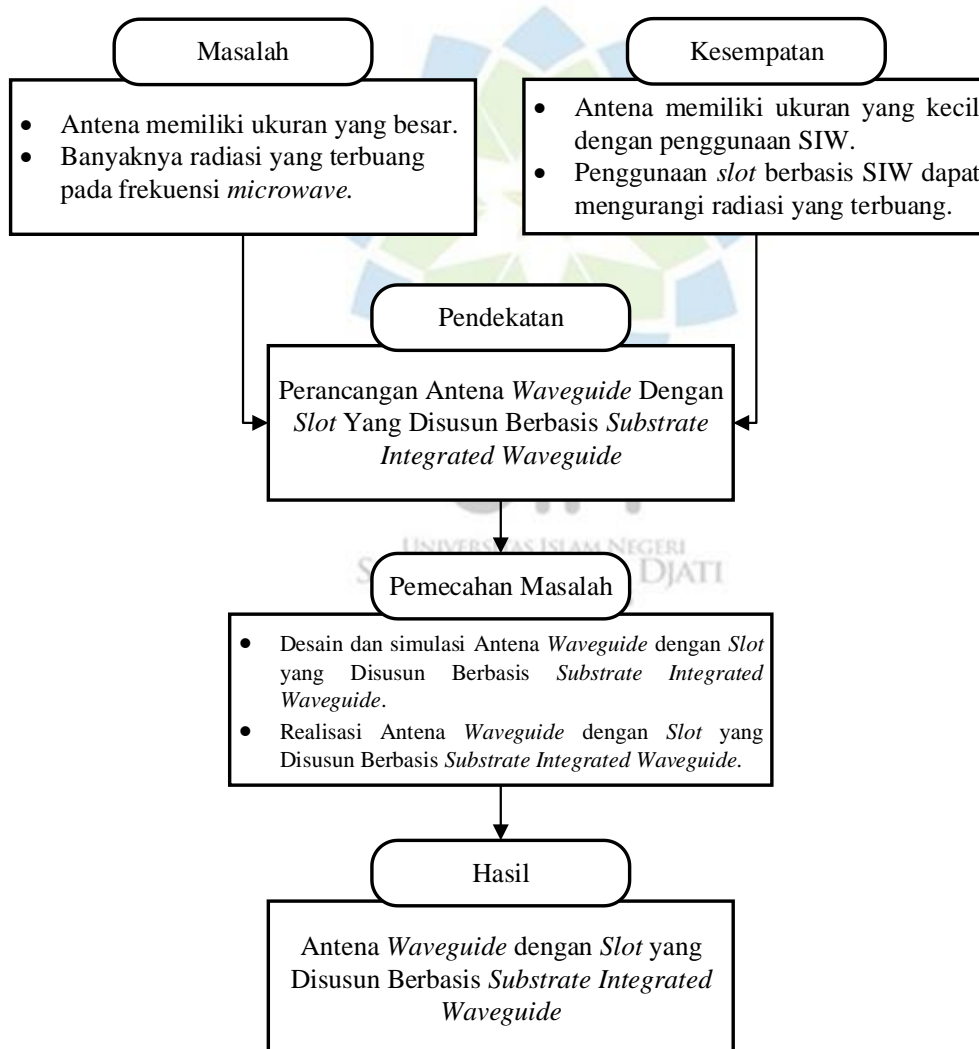 Masalah
• Antena memiliki ukuran yang besar.
• Banyaknya radiasi yang terbuang
pada frekuensi microwave.
Kesempatan
• Antena memiliki ukuran yang kecil
dengan penggunaan SIW.
• Penggunaan slot berbasis SIW dapat
mengurangi radiasi yang terbuang.
Pendekatan
Perancangan Antena Waveguide Dengan
Slot Yang Disusun Berbasis Substrate
Integrated Waveguide
UNIVERSITAS ISLAM NEGERI
DJATI
Pemecahan Masalah
• Desain dan simulasi Antena Waveguide dengan Slot
yang Disusun Berbasis Substrate Integrated
Waveguide.
• Realisasi Antena Waveguide dengan Slot yang
Disusun Berbasis Substrate Integrated Waveguide.
Hasil
Antena Waveguide dengan Slot yang
Disusun Berbasis Substrate Integrated
Waveguide